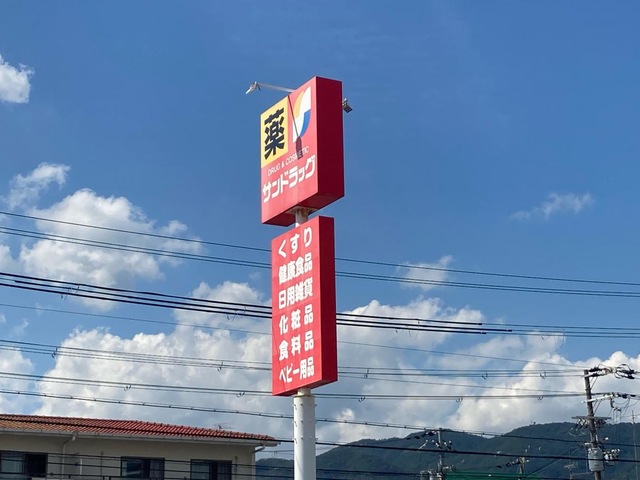 薬
DRUG & COSMETIC
サンドラッグ
くすり
健康食品
日用雑貨
化粧品
食料品
ベビー用品